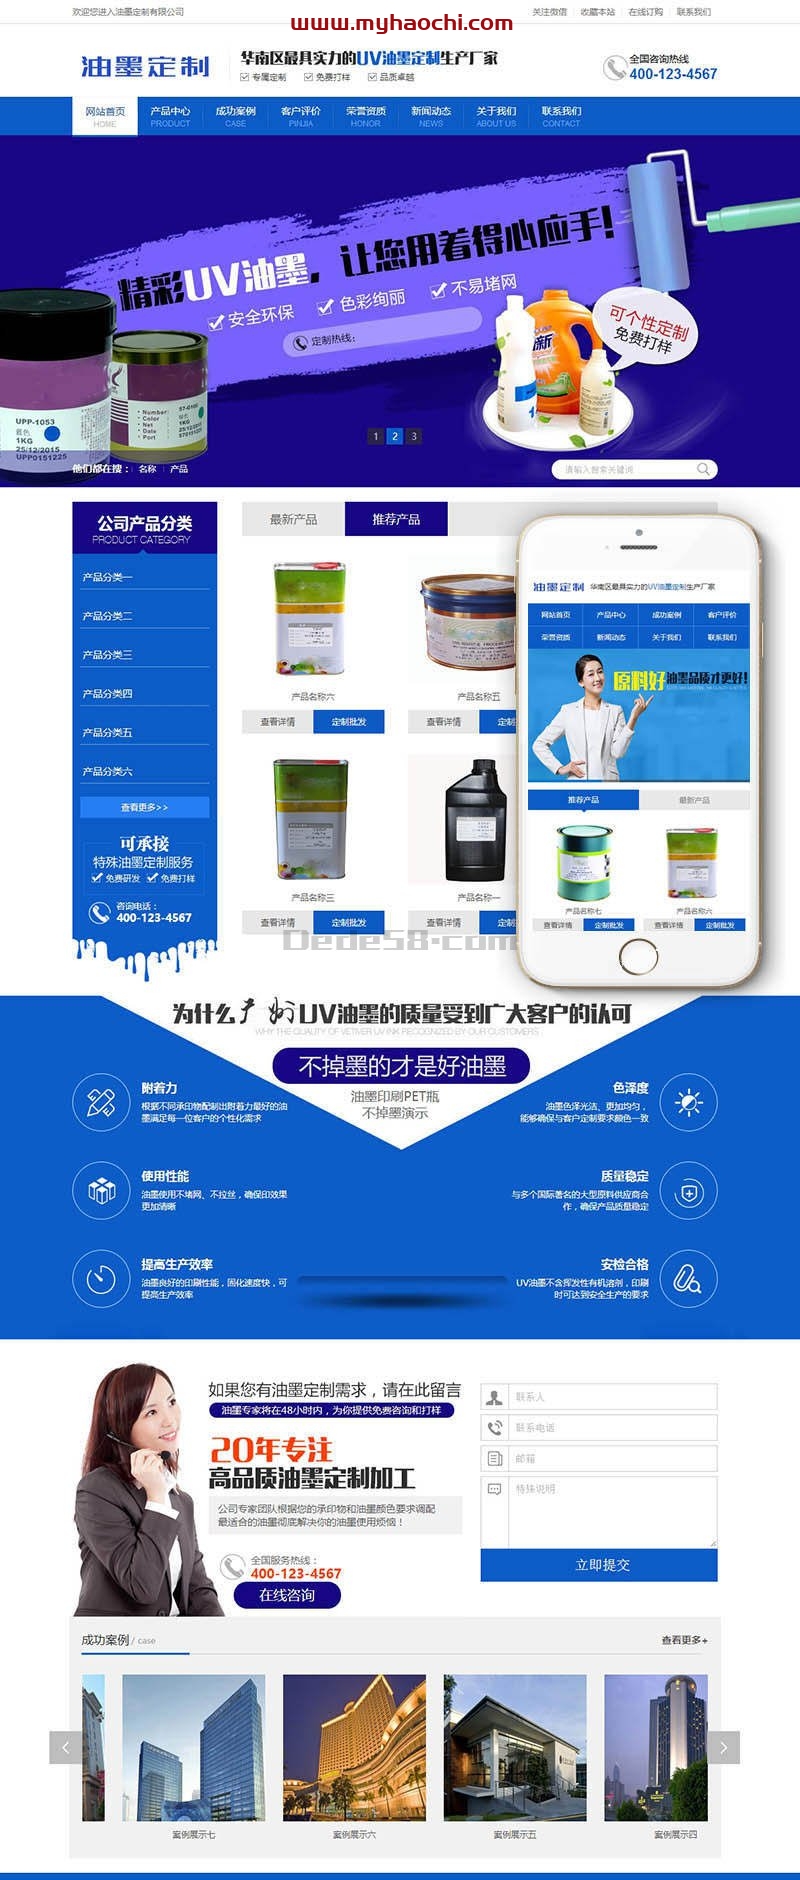 www.myhaochi.com
欢迎您进入油墨定制有限公司
关注微信 收藏本站 在线订购 联系我们
油墨定制
华南区最具实力的UV油墨定制生产厂家
专属定制 免费打样 品质卓越
全国咨询热线
400-123-4567
网站首页 产品中心 成功案例 客户评价 荣誉资质 新闻动态 关于我们 联系我们
HOME PRODUCT CASE PINJIA HONOR NEWS ABOUT US CONTACT
精彩UV油墨，让您用着得心应手!
安全环保 色彩绚丽 不易堵网
定制热线:
可个性定制
免费打样
新
UPP-1053
蓝色
1KG
25/12/2015
UPP0151225
Number:
Color
Net
Date
Port
1KG
25/12/2015
1 2 3
他们都在搜： 名称 产品
请输入搜索关键词
公司产品分类
PRODUCT CATEGORY
产品分类一
产品分类二
产品分类三
产品分类四
产品分类五
产品分类六
查看更多>>
可承接
特殊油墨定制服务
免费研发 免费打样
咨询电话：
400-123-4567
最新产品 推荐产品
产品名称六 产品名称五
查看详情 定制批发 查看详情 定制
产品名称三 产品名称一
查看详情 定制批发 查看详情 定制
Dede58.com
油墨定制 华南区最具实力的UV油墨定制生产厂家
网站首页 产品中心 成功案例 客户评价
荣誉资质 新闻动态 关于我们 联系我们
原料好油墨品质才更好!
推荐产品 最新产品
产品名称七 产品名称六
查看详情 定制批发 查看详情 定制批发
为什么广州UV油墨的质量受到广大客户的认可
WHY THE QUALITY OF VETIVER UV INK RECOGNIZED BY OUR CUSTOMERS
不掉墨的才是好油墨
油墨印刷PET瓶
不掉墨演示
附着力
根据不同承印物配制出附着力最好的油
墨满足每一位客户的个性化需求
使用性能
油墨使用不堵网、不拉丝，确保印效果
更加清晰
提高生产效率
油墨良好的印刷性能，固化速度快，可
提高生产效率
色泽度
油墨色泽光洁、更加均匀，
能够确保与客户定制要求颜色一致
质量稳定
与多个国际著名的大型原料供应商合
作，确保产品质量稳定
安检合格
UV油墨不含挥发性有机溶剂，印刷
时可达到安全生产的要求
如果您有油墨定制需求，请在此留言
油墨专家将在48小时内，为你提供免费咨询和打样
20年专注
高品质油墨定制加工
公司专家团队根据您的承印物和油墨颜色要求调配
最适合的油墨彻底解决你的油墨使用烦恼！
全国服务热线：
400-123-4567
在线咨询
联系人
联系电话
邮箱
特殊说明
立即提交
成功案例 / case
查看更多+
案例展示七 案例展示六 案例展示五 案例展示四